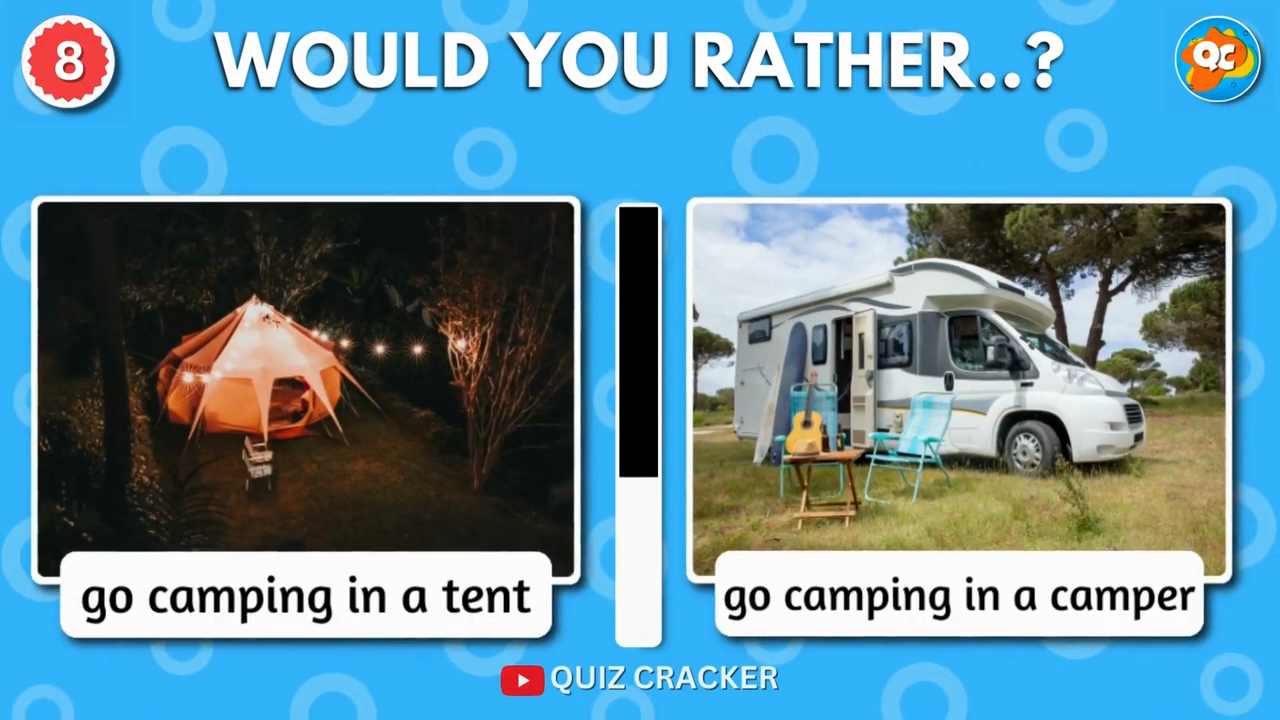 8
WOULD YOU RATHER..?
QC
go camping in a tent
go camping in a camper
QUIZ CRACKER